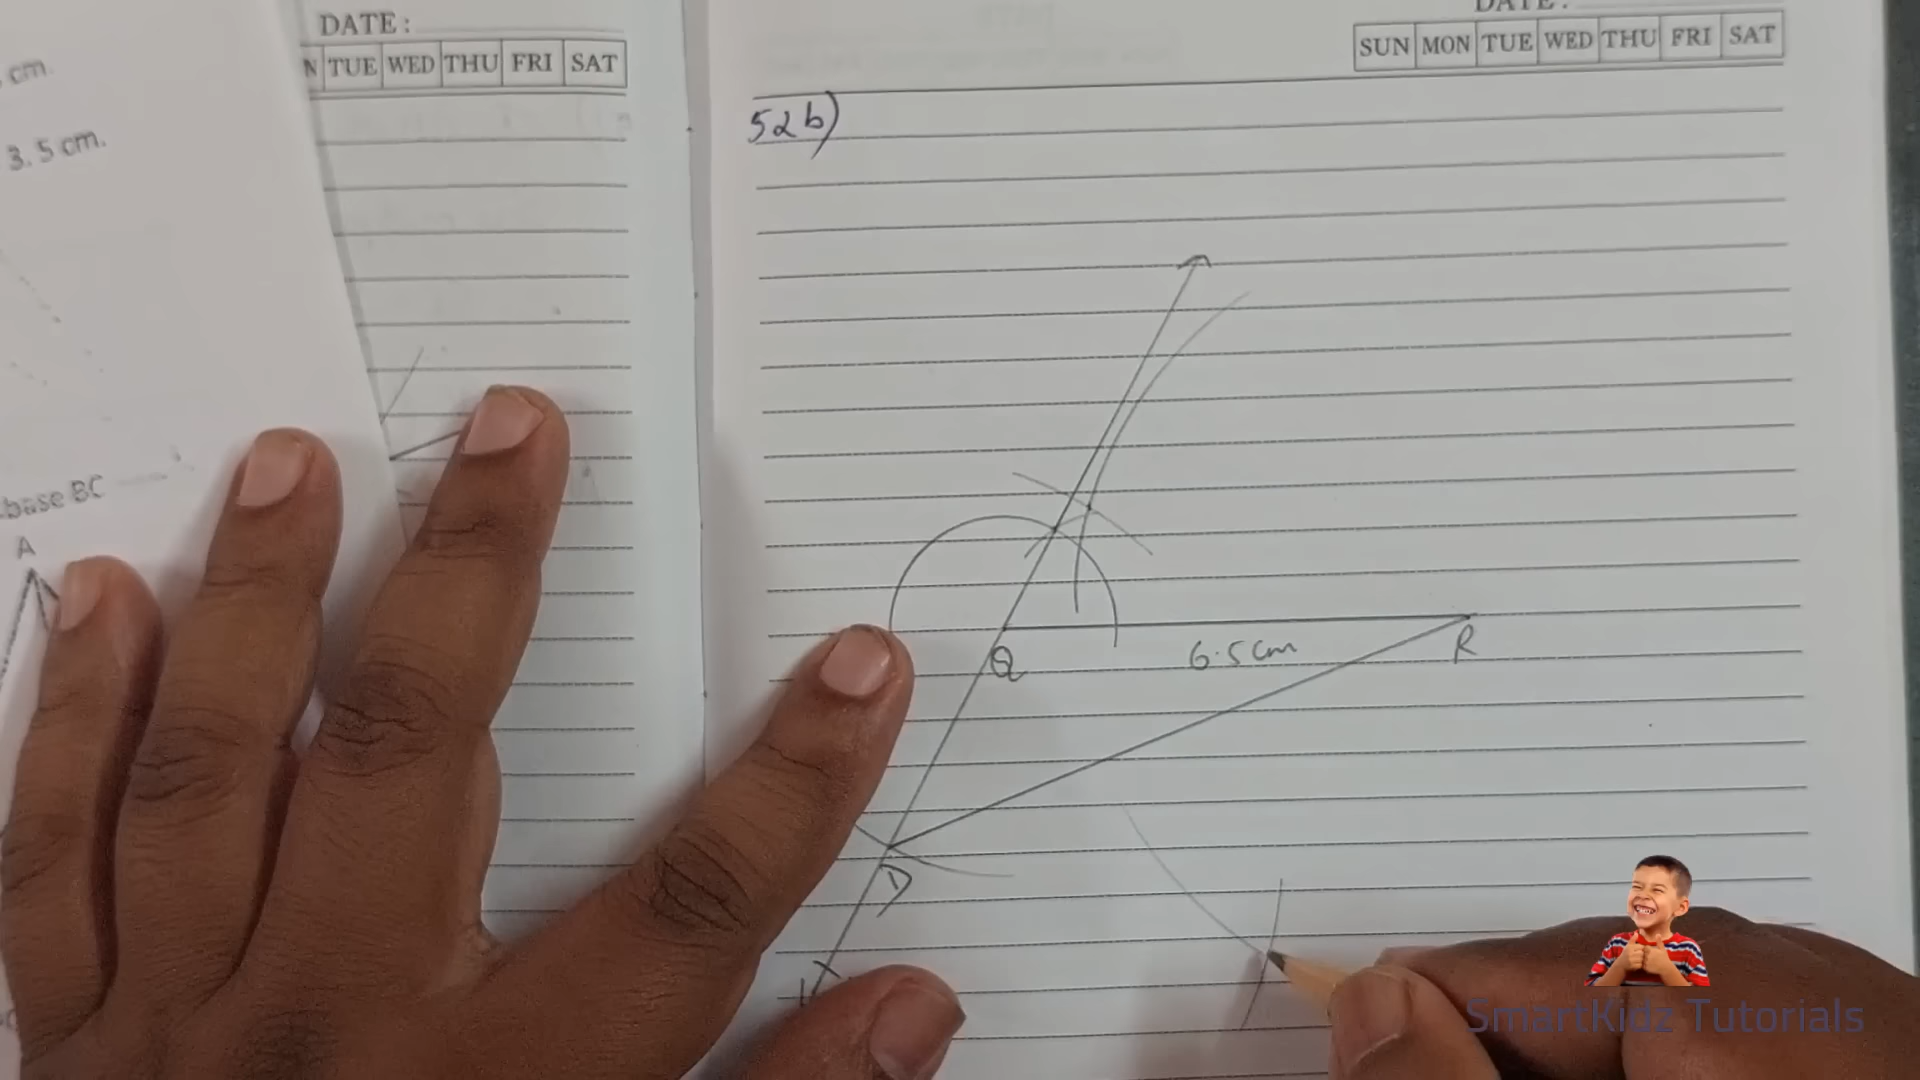 DATE :
TUE WED THU FRI SAT
cm.
3.5 cm.
base BC
A
DATE :
SUN MON TUE WED THU FRI SAT
52b)
Q
6.5cm
R
D
SmartKidz Tutorials